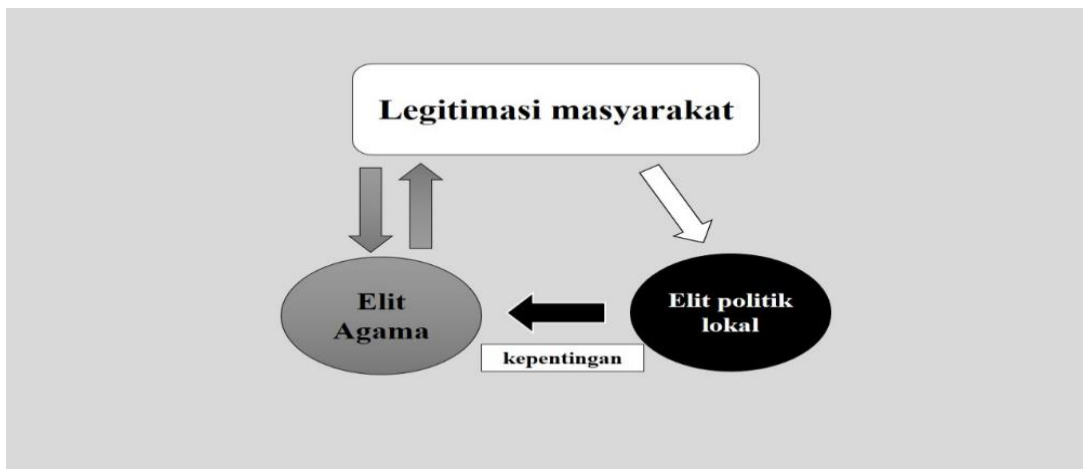 Legitimasi masyarakat
Elit
Agama
Elit politik
lokal
kepentingan